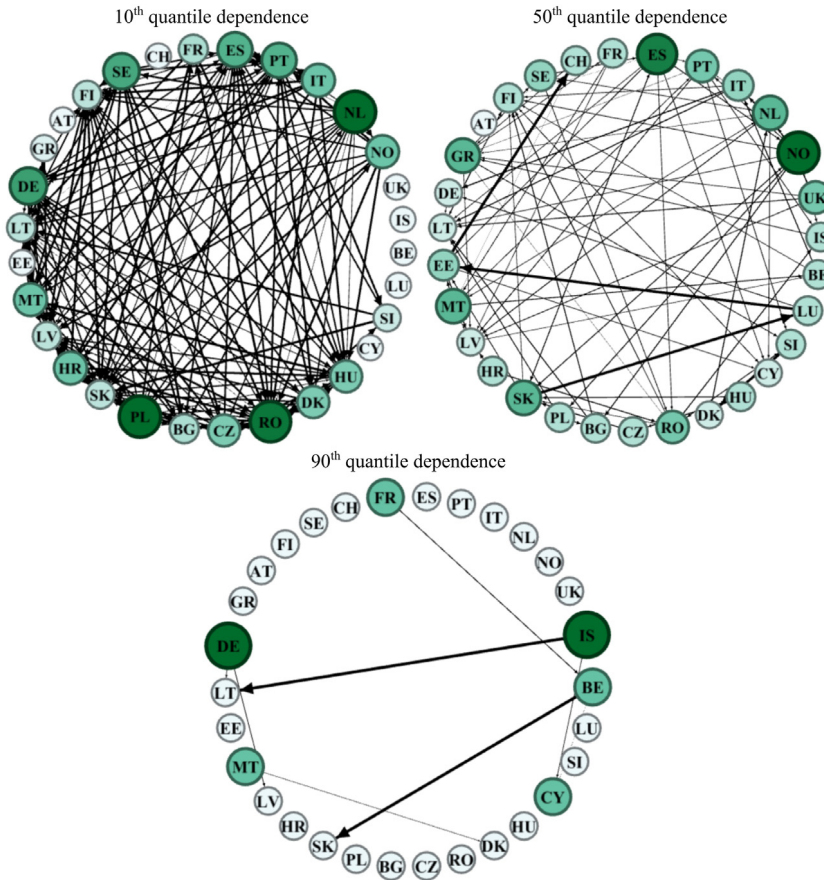 10th quantile dependence
CH
FR
ES
PT
IT
NL
NO
UK
IS
BE
LU
SI
CY
HU
DK
RO
CZ
BG
PL
SK
HR
LV
MT
EE
LT
DE
GR
AT
FI
SE
50th quantile dependence
CH
FR
ES
PT
IT
NL
NO
UK
IS
BE
LU
SI
CY
HU
DK
RO
CZ
BG
PL
SK
HR
LV
MT
EE
LT
DE
GR
AT
FI
SE
90th quantile dependence
CH
FR
ES
PT
IT
NL
NO
UK
IS
BE
LU
SI
CY
HU
DK
RO
CZ
BG
PL
SK
HR
LV
MT
EE
LT
DE
GR
AT
FI
SE